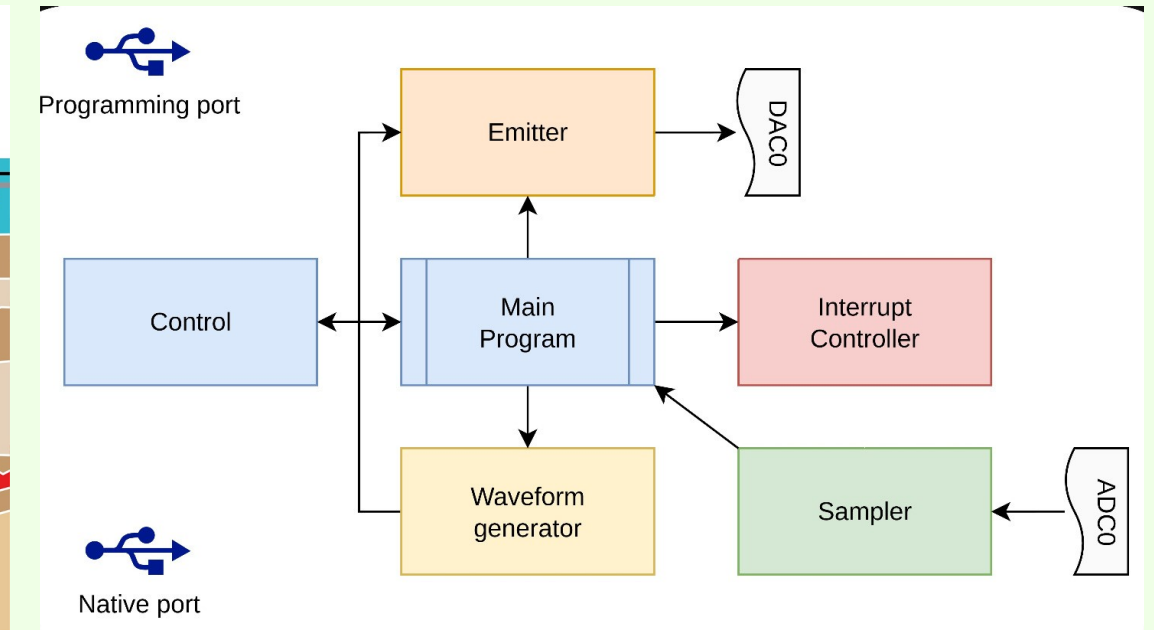 Programming port
Emitter
DAC0
Control
Main
Program
Interrupt
Controller
Waveform
generator
Sampler
ADC0
Native port